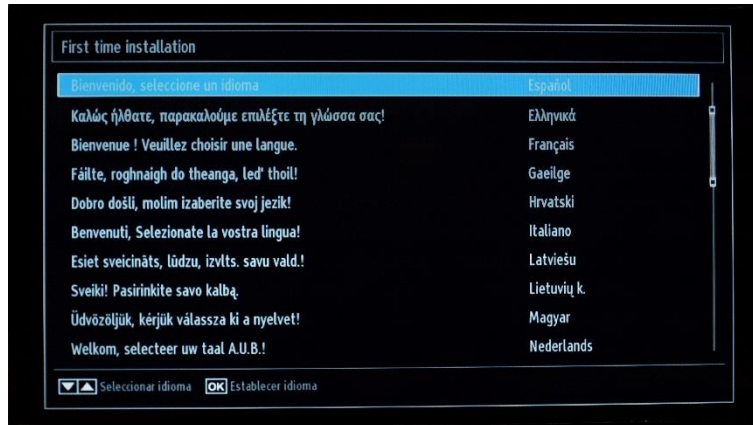 First time installation
Bienvenido, seleccione un idioma Español
Καλώς ήλθατε, παρακαλούμε επιλέξτε τη γλώσσα σας! Ελληνικά
Bienvenue ! Veuillez choisir une langue. Français
Fáilte, roghnaigh do theanga, led' thoil! Gaeilge
Dobro došli, molim izaberite svoj jezik! Hrvatski
Benvenuti, Selezionate la vostra lingua! Italiano
Esiet sveicināts, lūdzu, izvlts. savu vald.! Latviešu
Sveiki! Pasirinkite savo kalbą. Lietuvių k.
Üdvözöljük, kérjük válassza ki a nyelvet! Magyar
Welkom, selecteer uw taal A.U.B.! Nederlands
Seleccionar idioma OK Establecer idioma